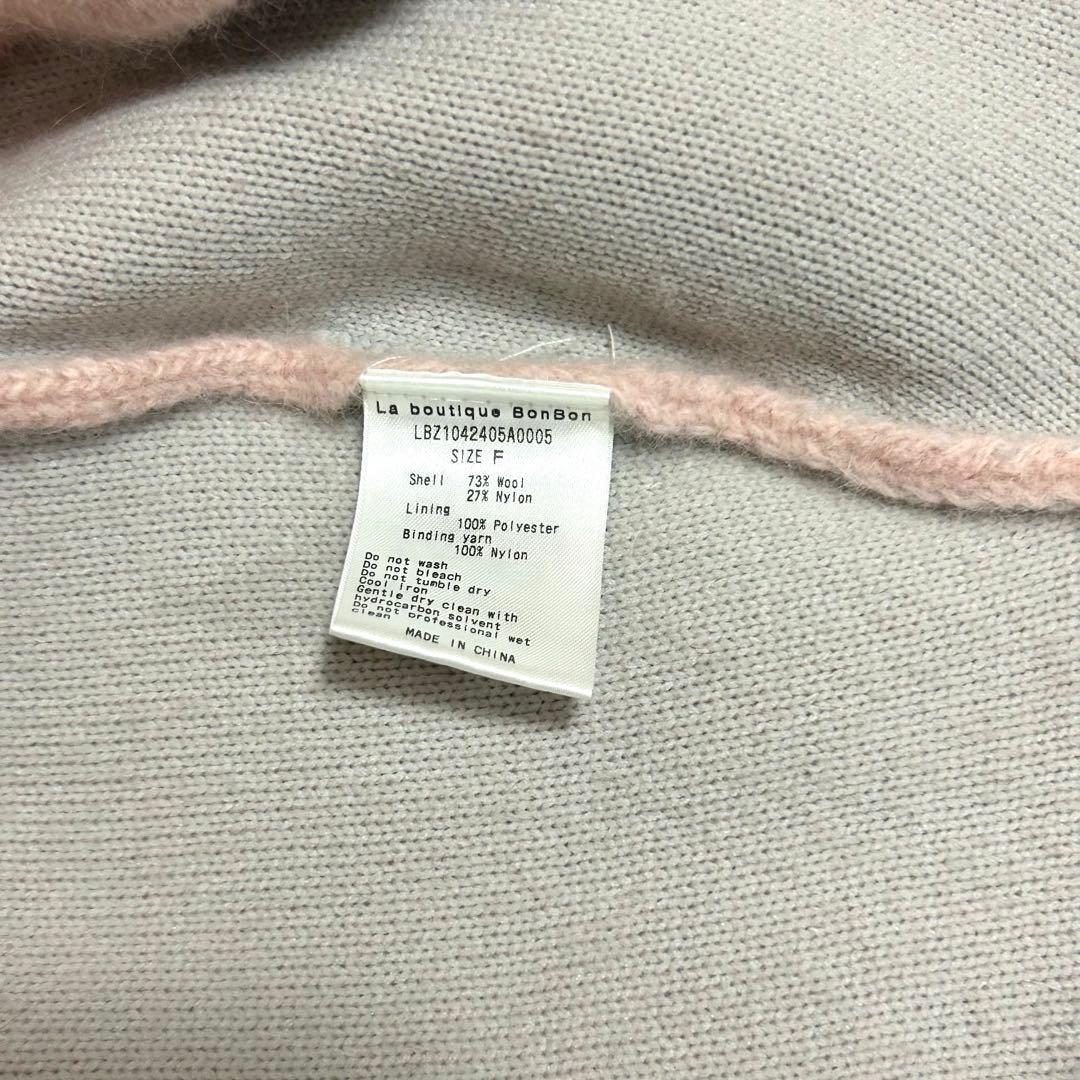 La boutique BonBon
LBZ1042405A0005
SIZE F
Shell 73% Wool
27% Nylon
Lining
100% Polyester
Binding yarn
100% Nylon
Do not wash
Do not bleach
Do not tumble dry
Cool iron
Gentle dry clean with
hydrocarbon solvent
Do not professional wet
clean
MADE IN CHINA